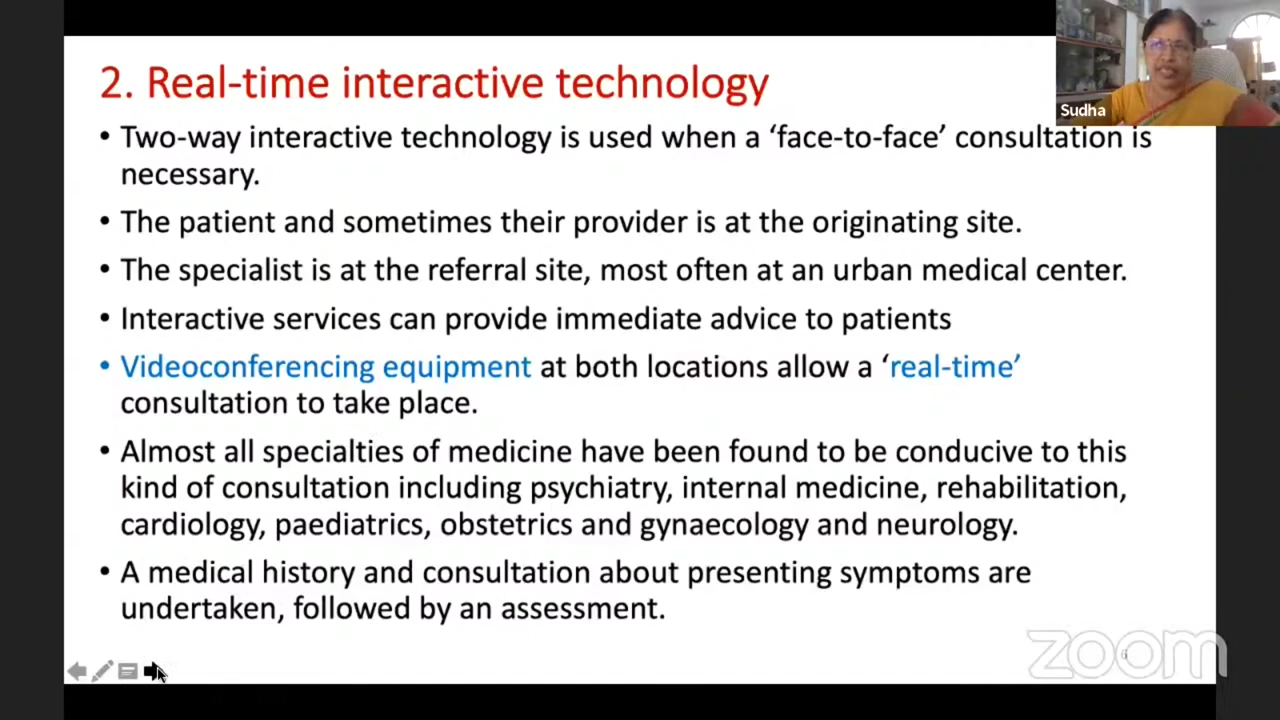 2. Real-time interactive technology
Sudha
• Two-way interactive technology is used when a ‘face-to-face’ consultation is
necessary.
• The patient and sometimes their provider is at the originating site.
• The specialist is at the referral site, most often at an urban medical center.
• Interactive services can provide immediate advice to patients
• Videoconferencing equipment at both locations allow a ‘real-time’
consultation to take place.
• Almost all specialties of medicine have been found to be conducive to this
kind of consultation including psychiatry, internal medicine, rehabilitation,
cardiology, paediatrics, obstetrics and gynaecology and neurology.
• A medical history and consultation about presenting symptoms are
undertaken, followed by an assessment.
zoom
6